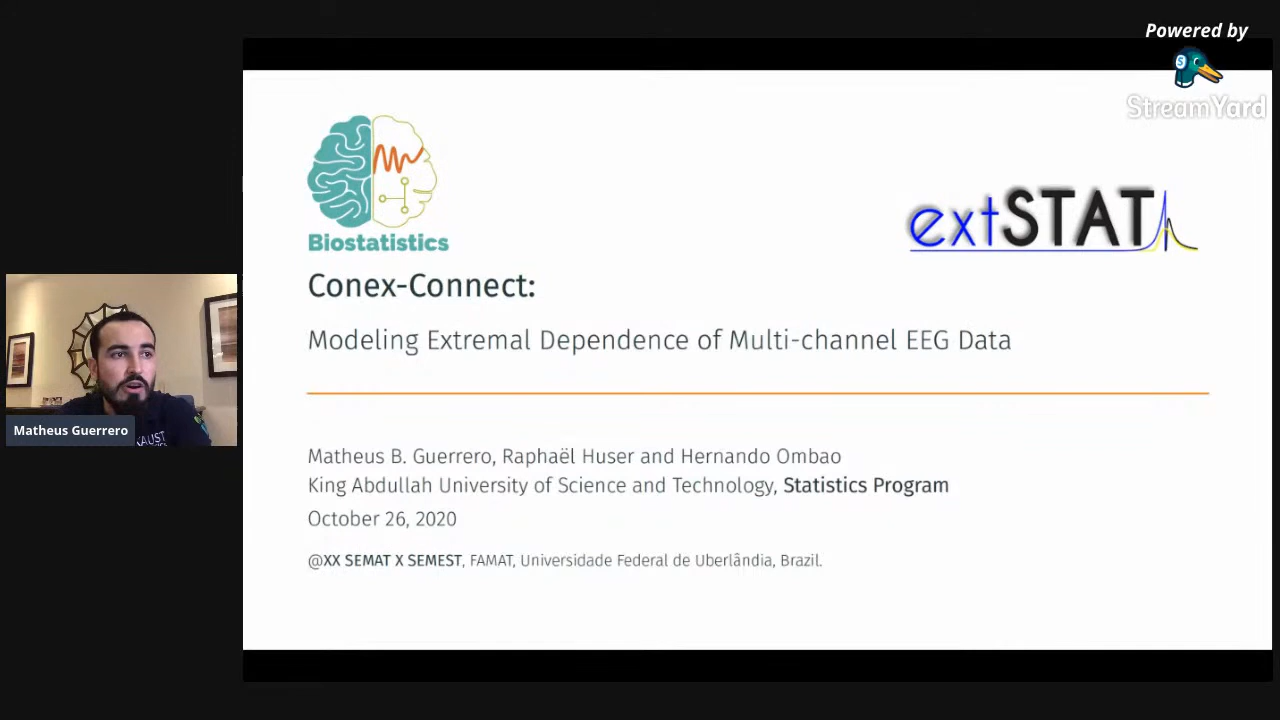 Powered by
StreamYard
Biostatistics
extSTAT
Conex-Connect:
Modeling Extremal Dependence of Multi-channel EEG Data
Matheus B. Guerrero, Raphaël Huser and Hernando Ombao
King Abdullah University of Science and Technology, Statistics Program
October 26, 2020
@XX SEMAT X SEMEST, FAMAT, Universidade Federal de Uberlândia, Brazil.
Matheus Guerrero